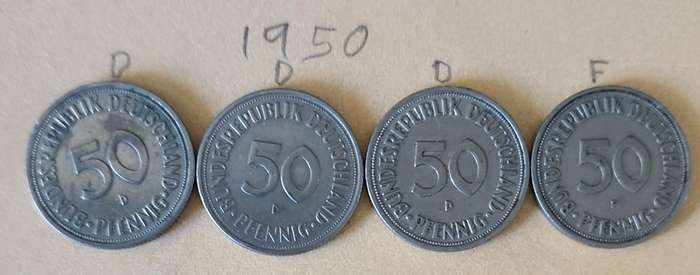 1950
D D D F
BUNDESREPUBLIK DEUTSCHLAND
50
D
PFENNIG
BUNDESREPUBLIK DEUTSCHLAND
50
D
PFENNIG
BUNDESREPUBLIK DEUTSCHLAND
50
D
PFENNIG
BUNDESREPUBLIK DEUTSCHLAND
50
PFENNIG